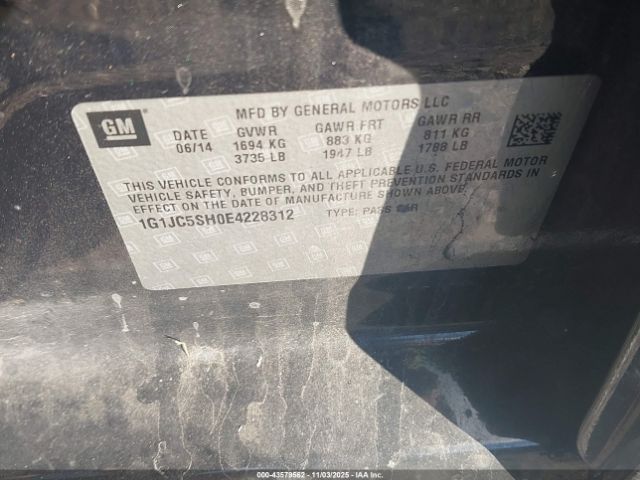 GM
MFD BY GENERAL MOTORS LLC
DATE GVWR GAWR FRT GAWR RR
06/14 1694 KG 883 KG 811 KG
3735 LB 1947 LB 1788 LB
THIS VEHICLE CONFORMS TO ALL APPLICABLE U.S. FEDERAL MOTOR
VEHICLE SAFETY, BUMPER, AND THEFT PREVENTION STANDARDS IN
EFFECT ON THE DATE OF MANUFACTURE SHOWN ABOVE.
1G1JC5SH0E4228312 TYPE: PASS CAR
000-43579562 - 11/03/2025 - IAAI.COM